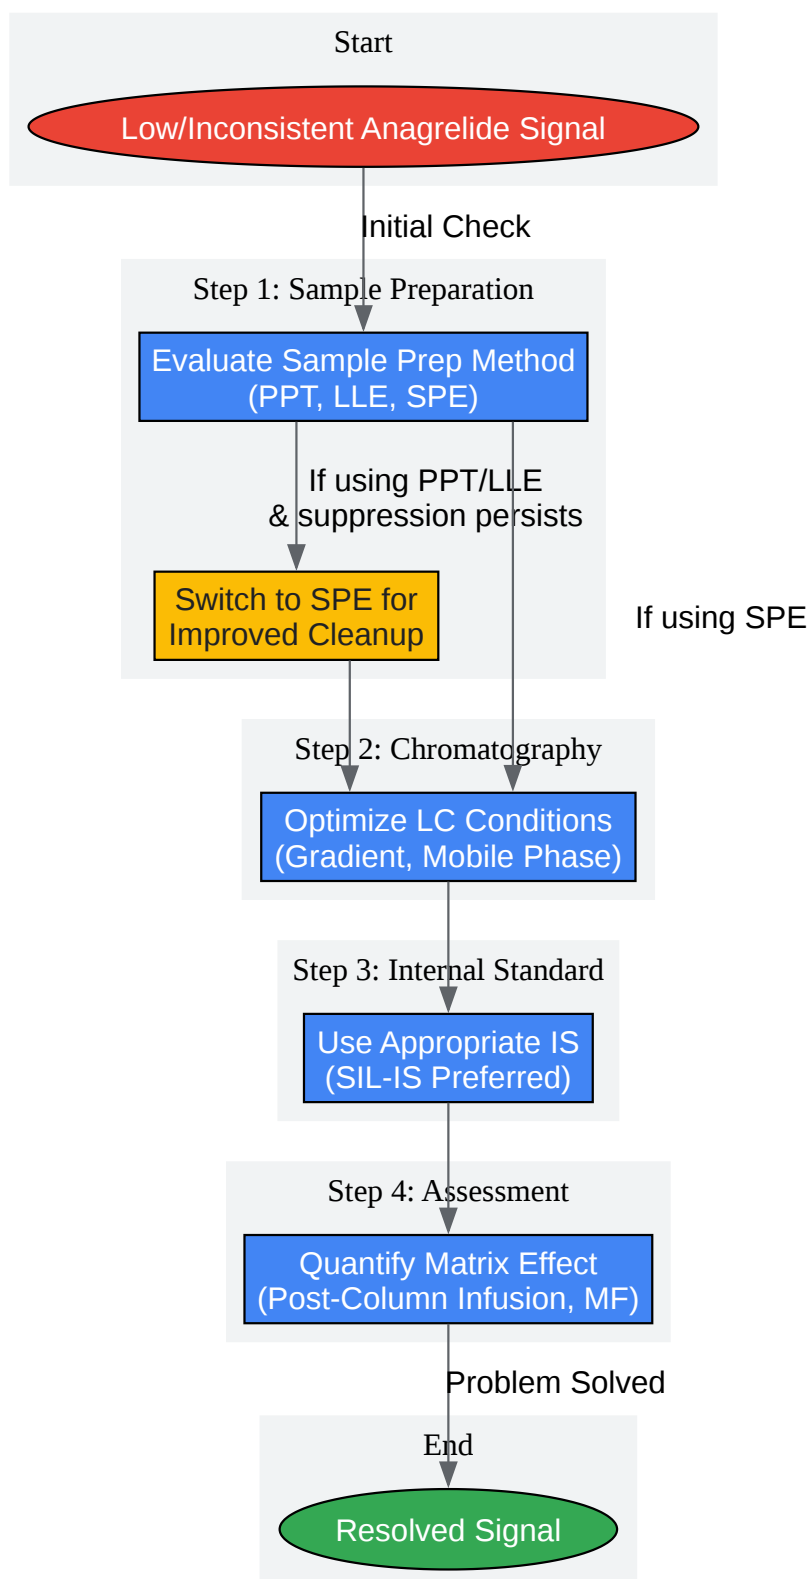 Start
Low/Inconsistent Anagrelide Signal
Initial Check
Step 1: Sample Preparation
Evaluate Sample Prep Method
(PPT, LLE, SPE)
If using PPT/LLE
& suppression persists
Switch to SPE for
Improved Cleanup
If using SPE
Step 2: Chromatography
Optimize LC Conditions
(Gradient, Mobile Phase)
Step 3: Internal Standard
Use Appropriate IS
(SIL-IS Preferred)
Step 4: Assessment
Quantify Matrix Effect
(Post-Column Infusion, MF)
Problem Solved
End
Resolved Signal